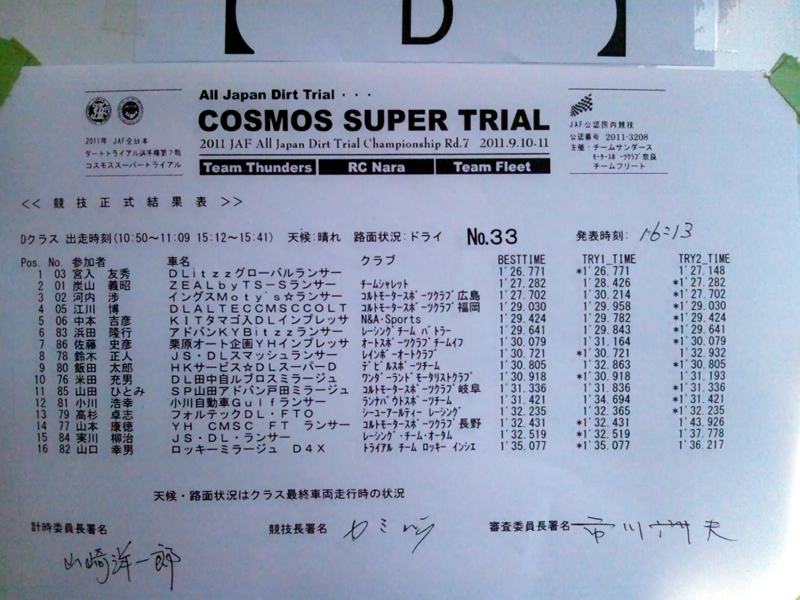 【 D 】
All Japan Dirt Trial・・・
COSMOS SUPER TRIAL
2011 JAF All Japan Dirt Trial Championship Rd.7 2011.9.10-11
Team Thunders RC Nara Team Fleet
2011年 JAF全日本
ダートトライアル選手権第7戦
コスモススーパートライアル
JAF公認国内競技
公認番号 2011-3208
主催：チームサンダース
モータースポーツクラブ奈良
チームフリート
<< 競技正式結果表 >>
Dクラス 出走時刻(10:50～11:09 15:12～15:41) 天候：晴れ 路面状況：ドライ No.33 発表時刻： 16:13
Pos. No. 参加者 車名 クラブ BESTTIME TRY1_TIME TRY2_TIME
1 03 宮入 友秀 DLitzzグローバルランサー 1'26.771 *1'26.771 1'27.148
2 01 炭山 義昭 ZEALbyTS-Sランサー チームシャレット 1'27.282 1'28.426 *1'27.282
3 02 河内 渉 イングスMoty's☆ランサー コルトモータースポーツクラブ広島 1'27.702 1'30.214 *1'27.702
4 05 江川 博 DLALTECCMSCCOLT コルトモータースポーツクラブ福岡 1'29.030 1'29.958 *1'29.030
5 06 中本 吉彦 KITタマゴADLインプレッサ N&A・Sports 1'29.424 1'29.782 *1'29.424
6 83 浜田 隆行 アドバンKYBitzzランサー レーシングチーム バトラー 1'29.641 1'29.843 *1'29.641
7 86 佐藤 史彦 栗原オート企画YHインプレッサ オートスポーツクラブチームイフ 1'30.079 1'31.164 *1'30.079
8 78 鈴木 正人 JS・DLスマッシュランサー レインボーオートクラブ 1'30.721 *1'30.721 1'32.932
9 80 飯田 太郎 HKサービス☆DLスーパーD デビルスポーツチーム 1'30.805 1'32.863 *1'30.805
10 76 米田 充男 DL田中自ルブロスミラージュ ワンダーランドモータリストクラブ 1'30.918 *1'30.918 1'31.193
11 85 山田 ひとみ SP山田アドバン戸田ミラージュ コルトモータースポーツクラブ岐阜 1'31.336 1'31.836 *1'31.336
12 81 小川 浩幸 小川自動車Gulfランサー ランナバウトスポーツチーム 1'31.421 1'34.694 *1'31.421
13 79 高杉 卓志 フォルテックDL・FTO シーユーアールティー レーシング 1'32.235 1'32.365 *1'32.235
14 77 山本 康徳 YH CMSC FT ランサー コルトモータースポーツクラブ長野 1'32.431 *1'32.431 1'43.926
15 84 実川 柳治 JS・DL・ランサー レーシング・チーム・オータム 1'32.519 *1'32.519 1'37.778
16 82 山口 幸男 ロッキーミラージュ D4X トライアル チーム ロッキー インシエ 1'35.077 *1'35.077 1'36.217
天候・路面状況はクラス最終車両走行時の状況
計時委員長署名 競技長署名 審査委員長署名
山崎洋一郎